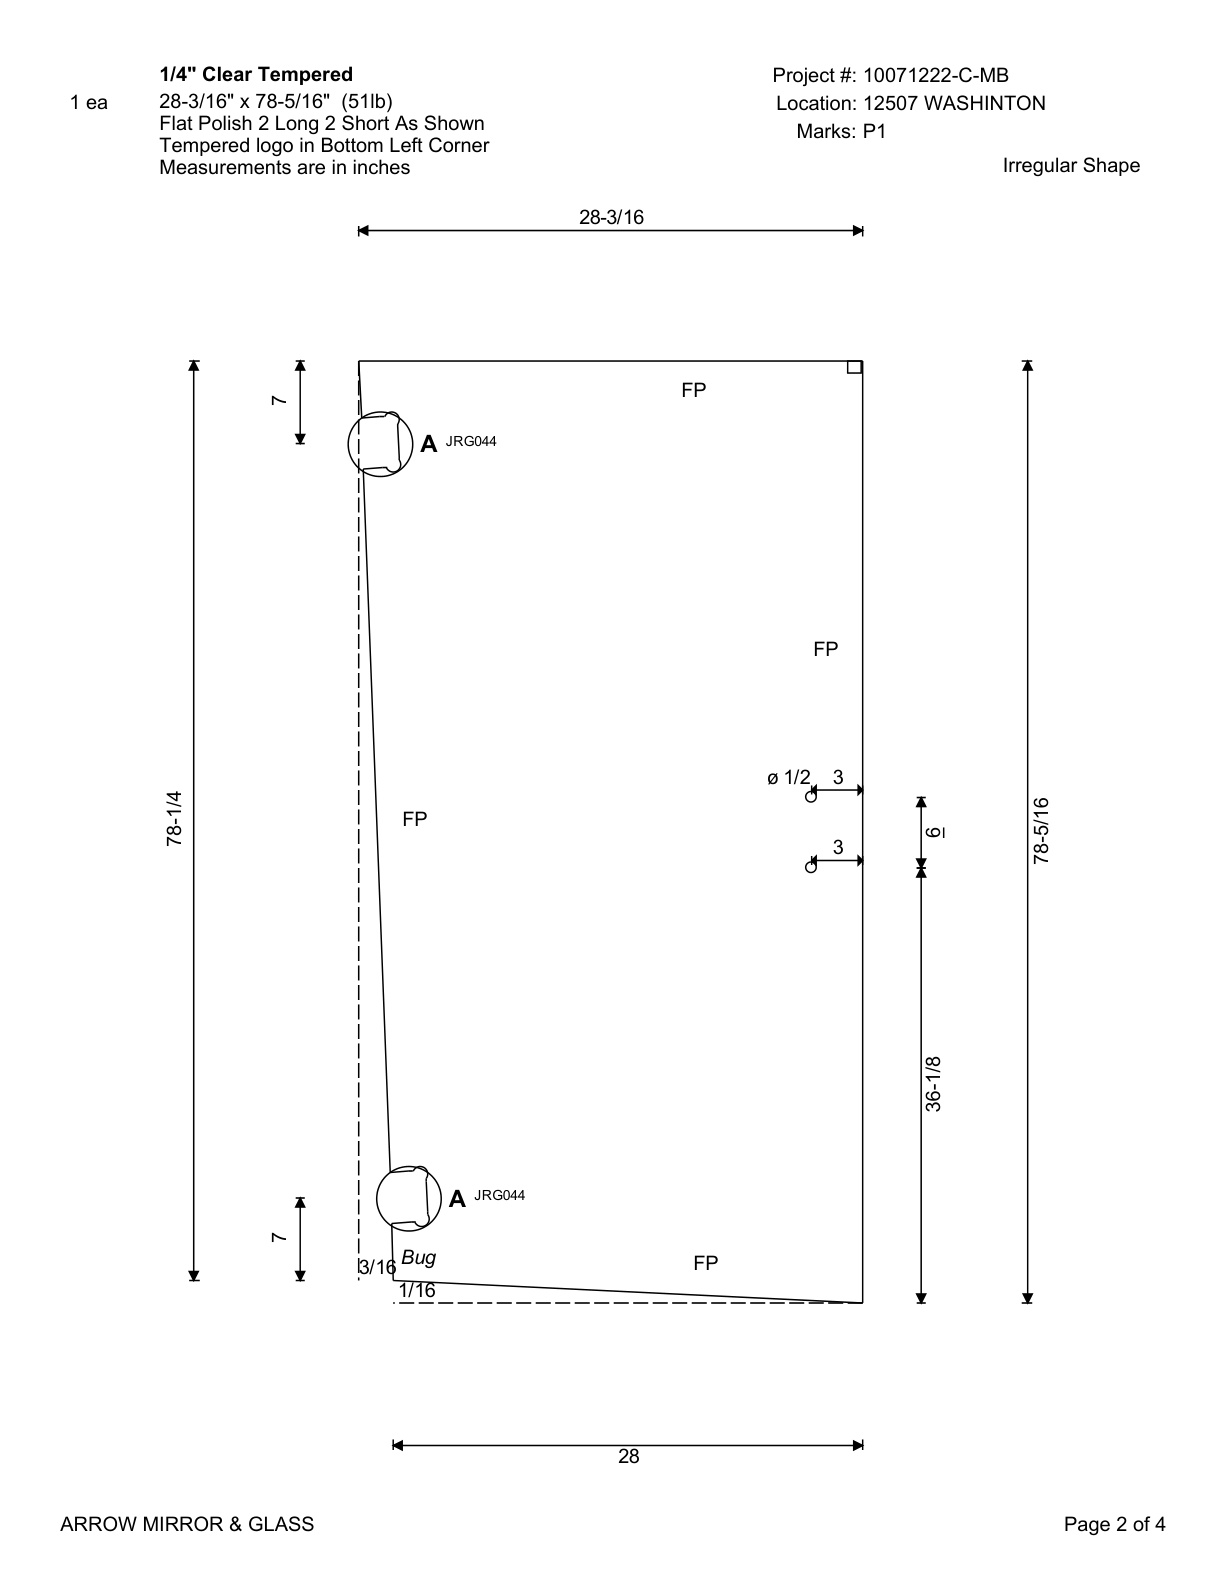 1/4" Clear Tempered
Project #: 10071222-C-MB
1 ea
28-3/16" x 78-5/16" (51lb)
Location: 12507 WASHINTON
Flat Polish 2 Long 2 Short As Shown
Marks: P1
Tempered logo in Bottom Left Corner
Measurements are in inches
Irregular Shape
28-3/16
7
FP
A JRG044
FP
ø 1/2
3
78-1/4
FP
6
78-5/16
3
36-1/8
A JRG044
7
3/16
Bug
FP
1/16
28
ARROW MIRROR & GLASS
Page 2 of 4